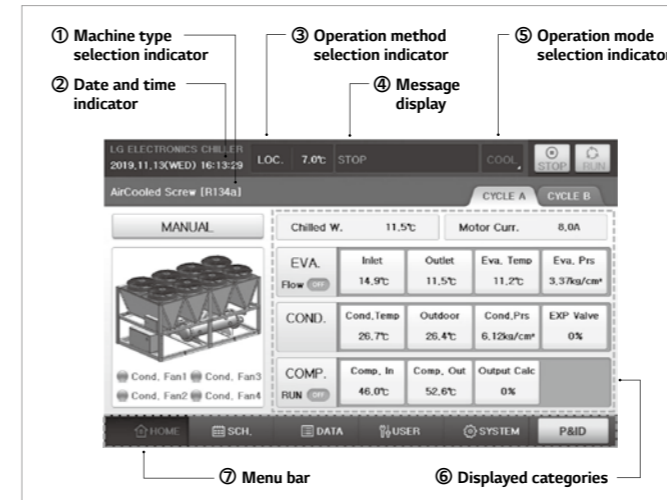 ① Machine type
selection indicator
③ Operation method
selection indicator
⑤ Operation mode
selection indicator
② Date and time
indicator
④ Message
display
LG ELECTRONICS CHILLER
2019,11,13(WED) 16:13:29
LOC. 7.0℃ STOP COOL STOP RUN
AirCooled Screw [R134a]
CYCLE A CYCLE B
MANUAL
Chilled W. 11,5℃ Motor Curr. 8,0A
EVA.
Flow OFF
Inlet Outlet Eva, Temp Eva, Prs
14,9℃ 11,5℃ 11,2℃ 3,37kg/cm²
COND.
Cond,Temp Outdoor Cond,Prs EXP Valve
26,7℃ 26,4℃ 6,12kg/cm² 0%
COMP.
RUN OFF
Comp, In Comp, Out Output Calc
46,0℃ 52,6℃ 0%
Cond, Fan1 Cond, Fan3
Cond, Fan2 Cond, Fan4
HOME SCH, DATA USER SYSTEM P&ID
⑦ Menu bar
⑥ Displayed categories